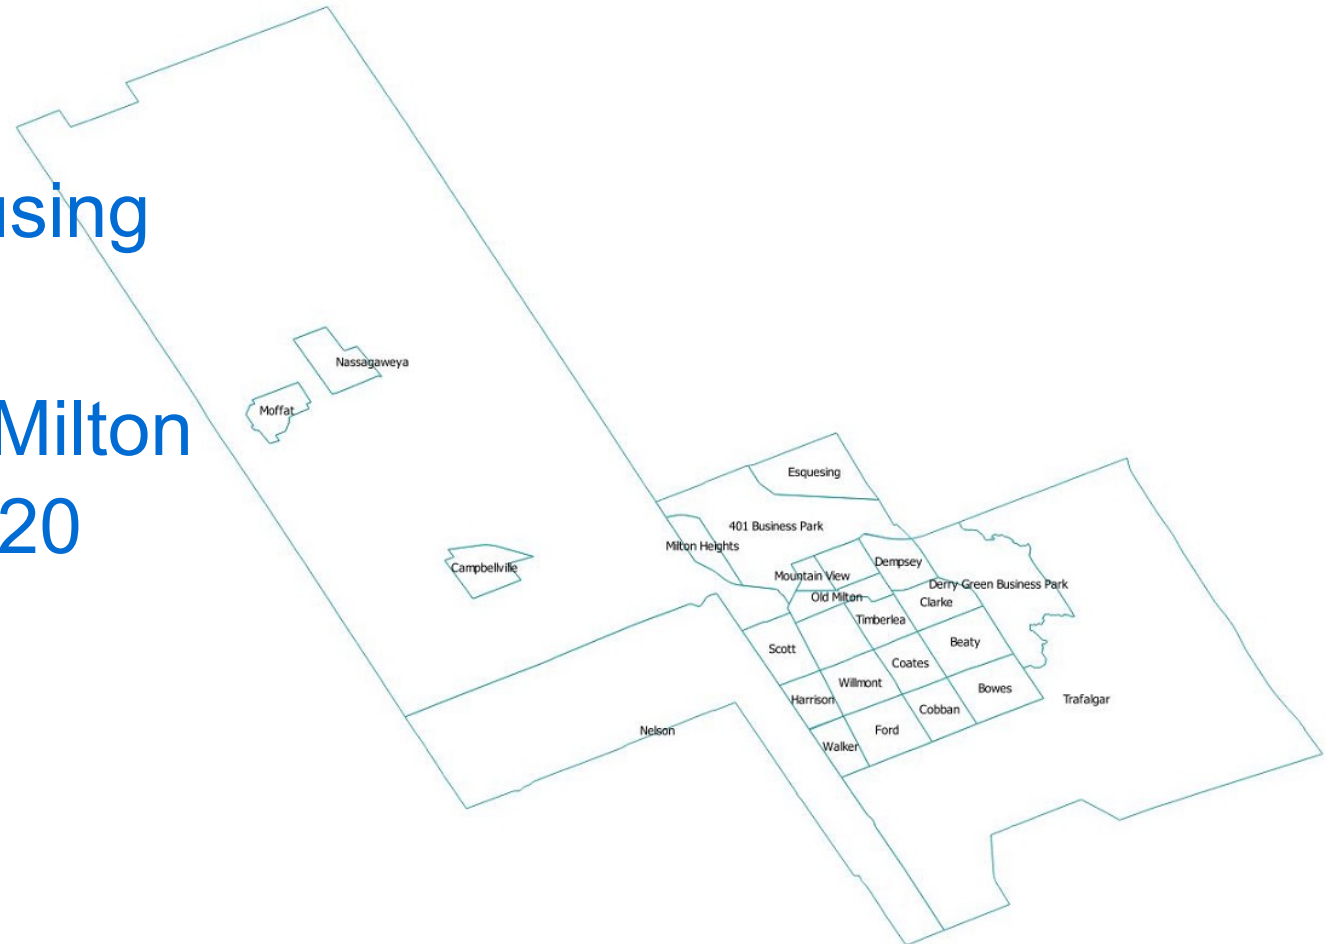 using
Milton
20
Nassagaweya
Moffat
Esquesing
401 Business Park
Milton Heights
Campbellville
Mountain View
Dempsey
Derry Green Business Park
Old Milton
Clarke
Timberlea
Scott
Beaty
Coates
Willmont
Bowes
Harrison
Trafalgar
Cobban
Nelson
Ford
Walker